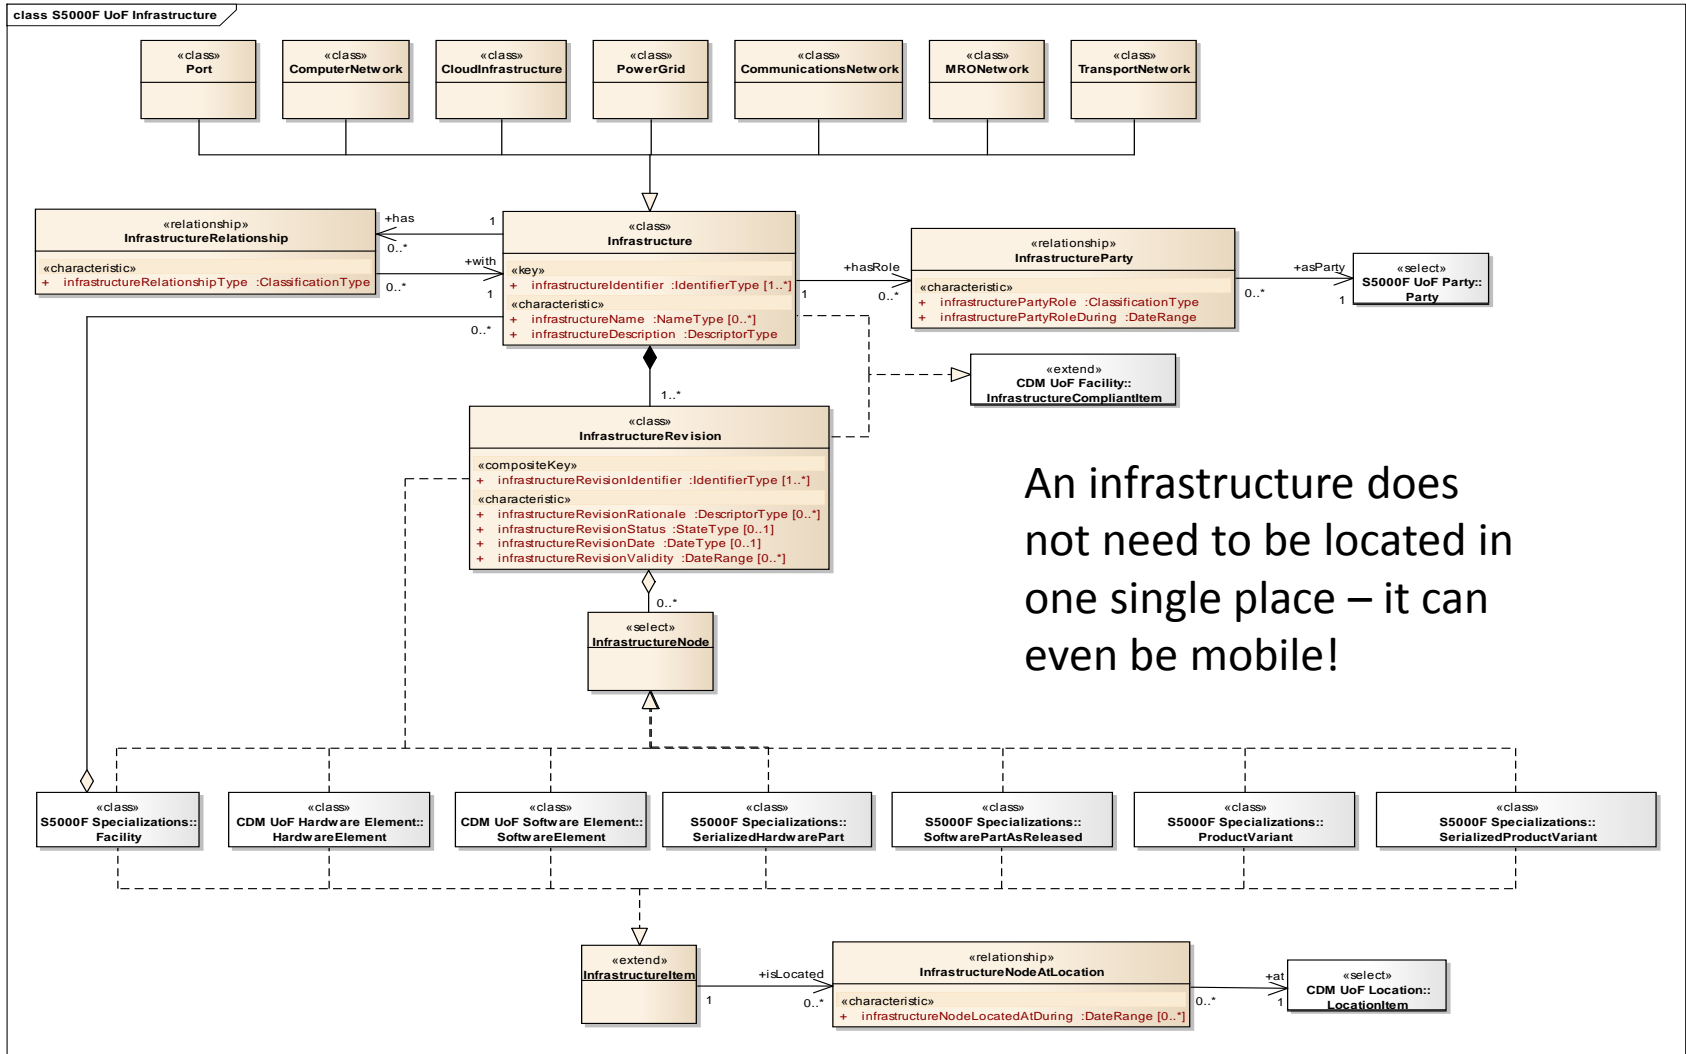 class S5000F UoF Infrastructure
«class»
Port
«class»
ComputerNetwork
«class»
CloudInfrastructure
«class»
PowerGrid
«class»
CommunicationsNetwork
«class»
MRONetwork
«class»
TransportNetwork
«relationship»
InfrastructureRelationship
«characteristic»
+ infrastructureRelationshipType :ClassificationType
+has
1
0..*
+with
0..*
1
0..*
«class»
Infrastructure
«key»
+ infrastructureIdentifier :IdentifierType [1..*]
«characteristic»
+ infrastructureName :NameType [0..*]
+ infrastructureDescription :DescriptorType
+hasRole
1
0..*
«relationship»
InfrastructureParty
«characteristic»
+ infrastructurePartyRole :ClassificationType
+ infrastructurePartyRoleDuring :DateRange
+asParty
0..*
1
«select»
S5000F UoF Party::
Party
«extend»
CDM UoF Facility::
InfrastructureCompliantItem
1..*
«class»
InfrastructureRevision
«compositeKey»
+ infrastructureRevisionIdentifier :IdentifierType [1..*]
«characteristic»
+ infrastructureRevisionRationale :DescriptorType [0..*]
+ infrastructureRevisionStatus :StateType [0..1]
+ infrastructureRevisionDate :DateType [0..1]
+ infrastructureRevisionValidity :DateRange [0..*]
0..*
«select»
InfrastructureNode
An infrastructure does
not need to be located in
one single place – it can
even be mobile!
«class»
S5000F Specializations::
Facility
«class»
CDM UoF Hardware Element::
HardwareElement
«class»
CDM UoF Software Element::
SoftwareElement
«class»
S5000F Specializations::
SerializedHardwarePart
«class»
S5000F Specializations::
SoftwarePartAsReleased
«class»
S5000F Specializations::
ProductVariant
«class»
S5000F Specializations::
SerializedProductVariant
«extend»
InfrastructureItem
+isLocated
1
0..*
«relationship»
InfrastructureNodeAtLocation
«characteristic»
+ infrastructureNodeLocatedAtDuring :DateRange [0..*]
+at
0..*
1
«select»
CDM UoF Location::
LocationItem